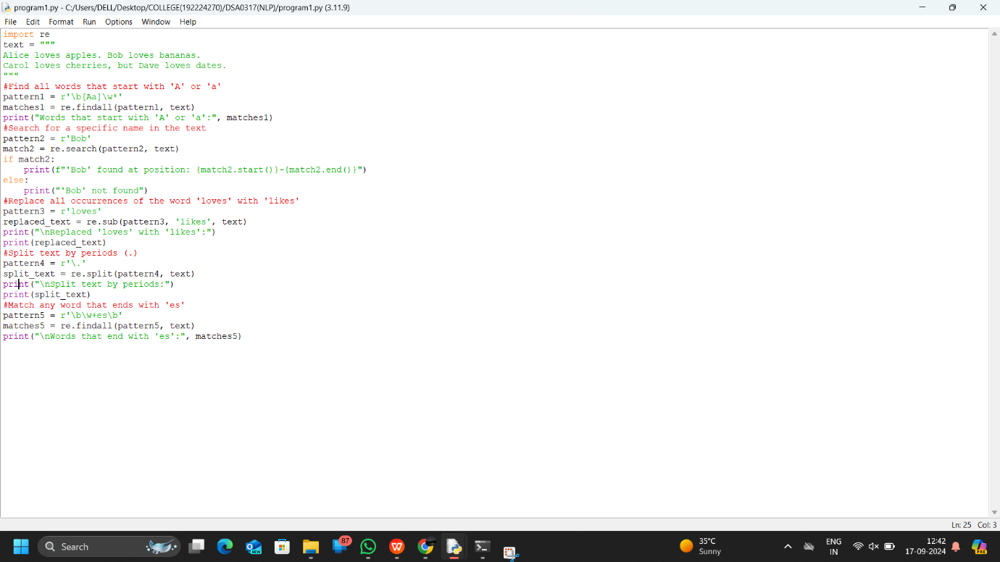 program1.py - C:/Users/DELL/Desktop/COLLEGE(192224270)/DSA0317(NLP)/program1.py (3.11.9)
File Edit Format Run Options Window Help
import re
text = """
Alice loves apples. Bob loves bananas.
Carol loves cherries, but Dave loves dates.
"""
#Find all words that start with 'A' or 'a'
pattern1 = r'\b[Aa]\w*'
matches1 = re.findall(pattern1, text)
print("Words that start with 'A' or 'a':", matches1)
#Search for a specific name in the text
pattern2 = r'Bob'
match2 = re.search(pattern2, text)
if match2:
    print(f"'Bob' found at position: {match2.start()}-{match2.end()}")
else:
    print("'Bob' not found")
#Replace all occurrences of the word 'loves' with 'likes'
pattern3 = r'loves'
replaced_text = re.sub(pattern3, 'likes', text)
print("\nReplaced 'loves' with 'likes':")
print(replaced_text)
#Split text by periods (.)
pattern4 = r'\.'
split_text = re.split(pattern4, text)
print("\nSplit text by periods:")
print(split_text)
#Match any word that ends with 'es'
pattern5 = r'\b\w+es\b'
matches5 = re.findall(pattern5, text)
print("\nWords that end with 'es':", matches5)
Ln: 25 Col: 3
Search
NEW
87
35°C
Sunny
ENG
IN
12:42
17-09-2024
PRE